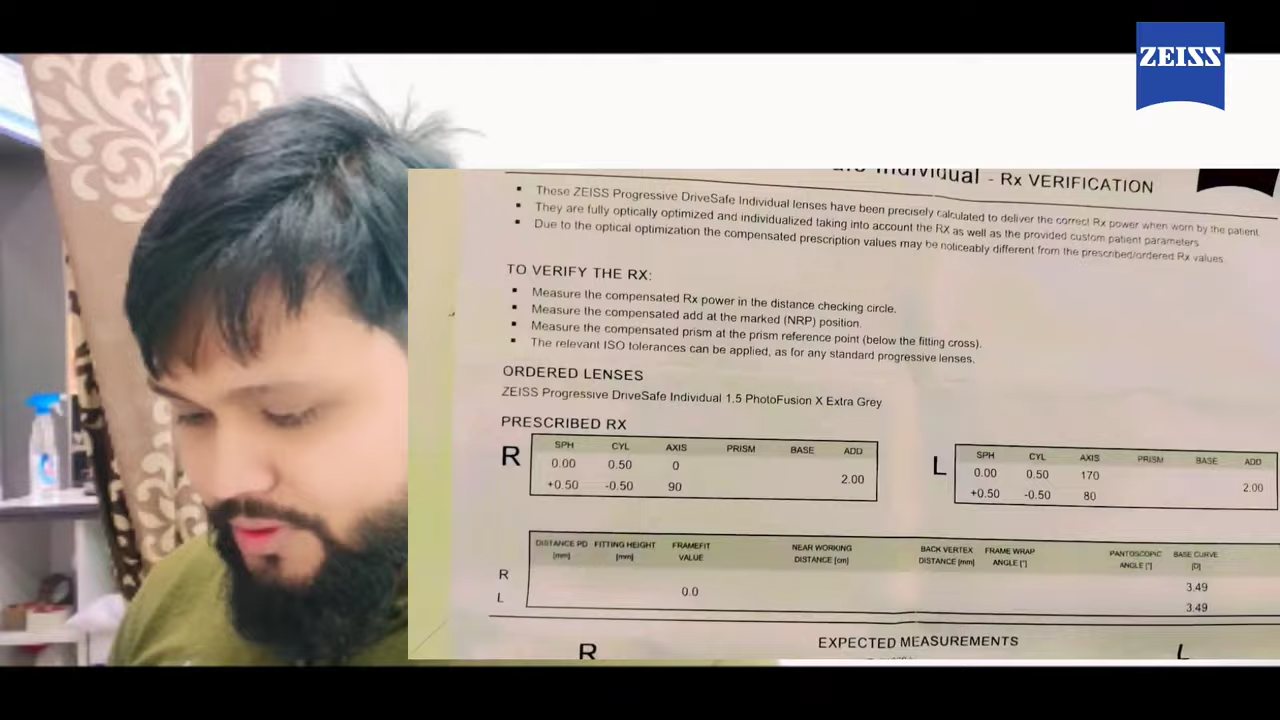 ZEISS
Individual - Rx VERIFICATION
▪ These ZEISS Progressive DriveSafe Individual lenses have been precisely calculated to deliver the correct Rx power when worn by the patient.
▪ They are fully optically optimized and individualized taking into account the RX as well as the provided custom patient parameters
▪ Due to the optical optimization the compensated prescription values may be noticeably different from the prescribed/ordered Rx values.
TO VERIFY THE RX:
▪ Measure the compensated Rx power in the distance checking circle.
▪ Measure the compensated add at the marked (NRP) position.
▪ Measure the compensated prism at the prism reference point (below the fitting cross).
▪ The relevant ISO tolerances can be applied, as for any standard progressive lenses.
ORDERED LENSES
ZEISS Progressive DriveSafe Individual 1.5 PhotoFusion X Extra Grey
PRESCRIBED RX
R
SPH CYL AXIS PRISM BASE ADD
0.00 0.50 0
2.00
+0.50 -0.50 90
L
SPH CYL AXIS PRISM BASE ADD
0.00 0.50 170
2.00
+0.50 -0.50 80
DISTANCE PD [mm] FITTING HEIGHT [mm] FRAMEFIT VALUE NEAR WORKING DISTANCE [cm] BACK VERTEX DISTANCE [mm] FRAME WRAP ANGLE [°] PANTOSCOPIC ANGLE [°] BASE CURVE [D]
R 3.49
0.0
L 3.49
EXPECTED MEASUREMENTS
R L